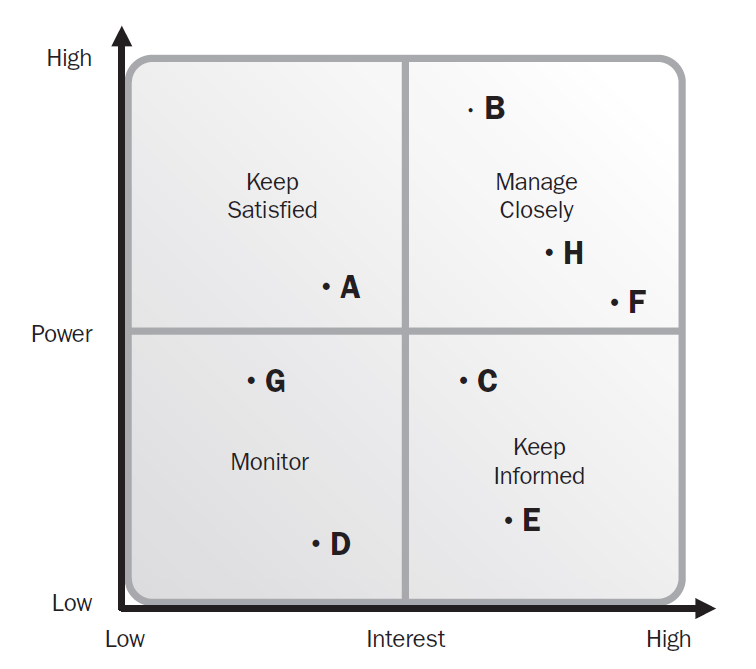 High
B
Keep
Satisfied
Manage
Closely
H
A
F
Power
G
C
Keep
Informed
Monitor
E
D
Low
Low
Interest
High